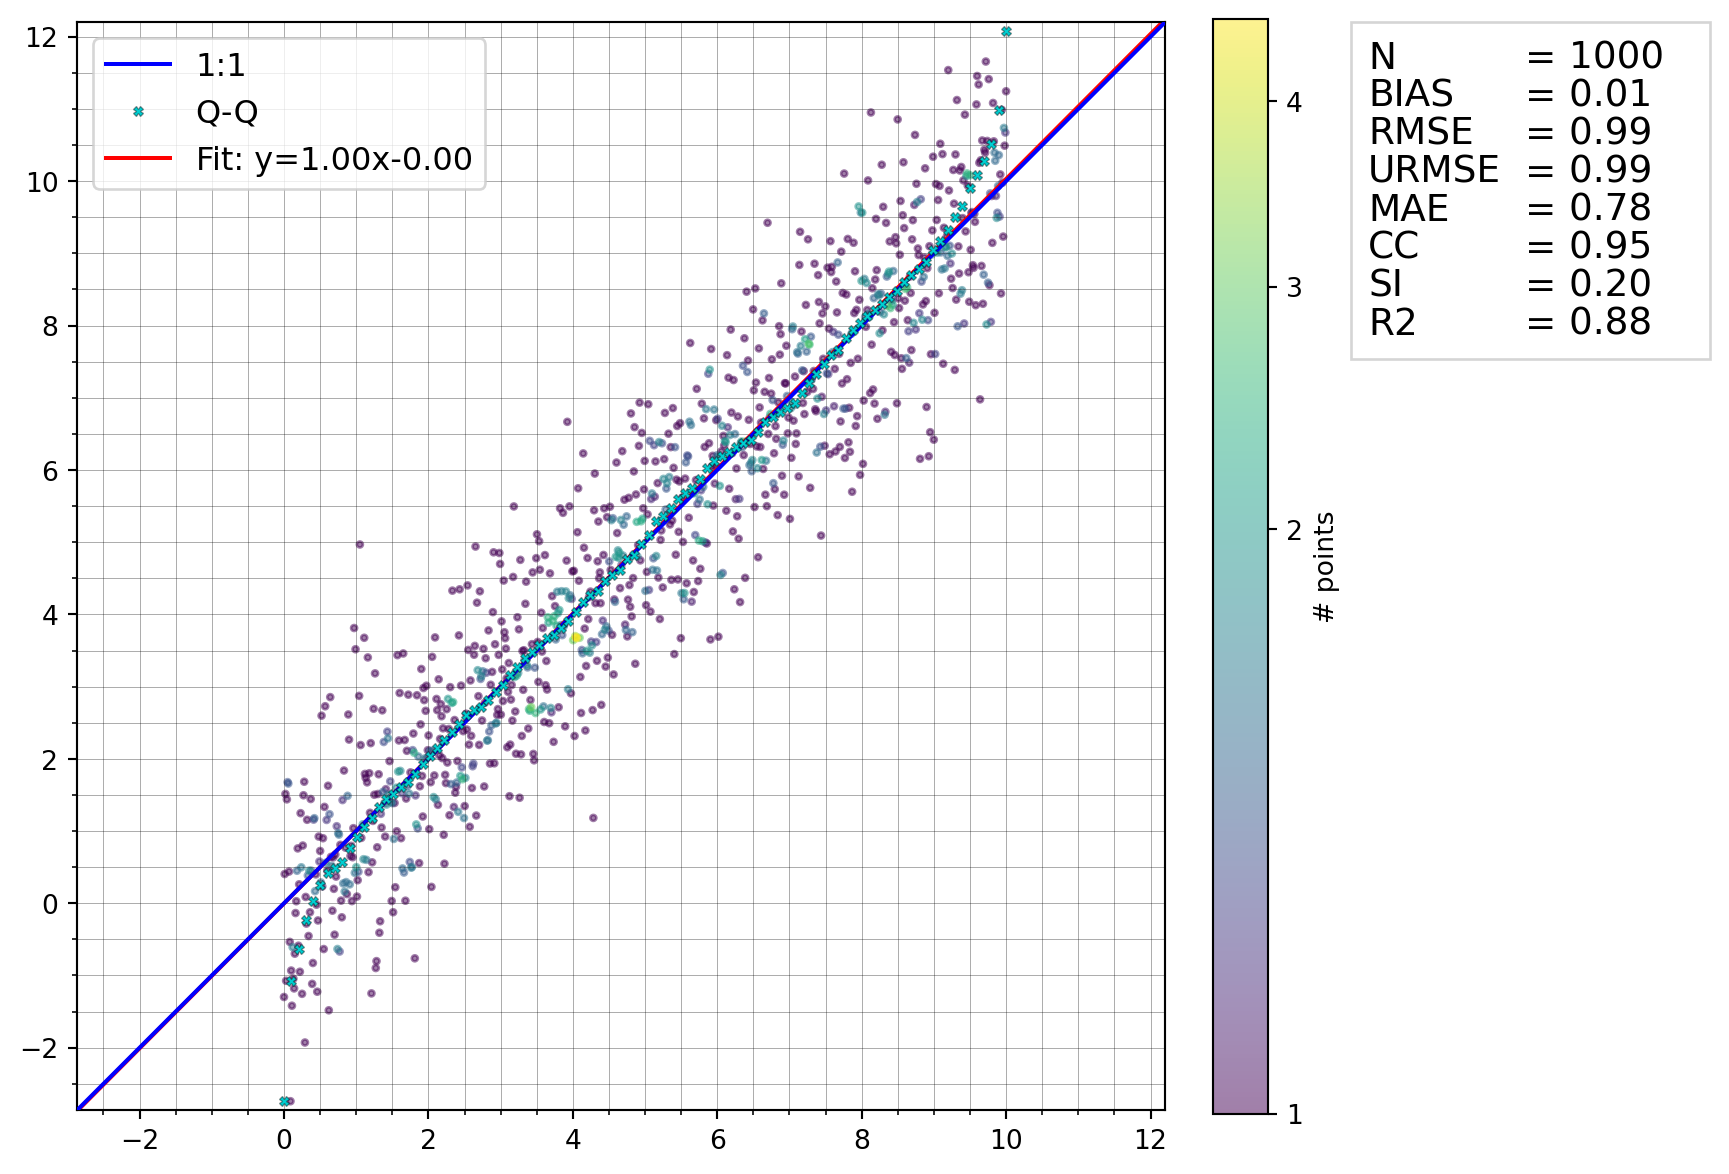 1:1
Q-Q
Fit: y=1.00x-0.00
12
10
8
6
4
2
0
−2
−2
0
2
4
6
8
10
12
4
3
2
1
# points
N = 1000
BIAS = 0.01
RMSE = 0.99
URMSE = 0.99
MAE = 0.78
CC = 0.95
SI = 0.20
R2 = 0.88